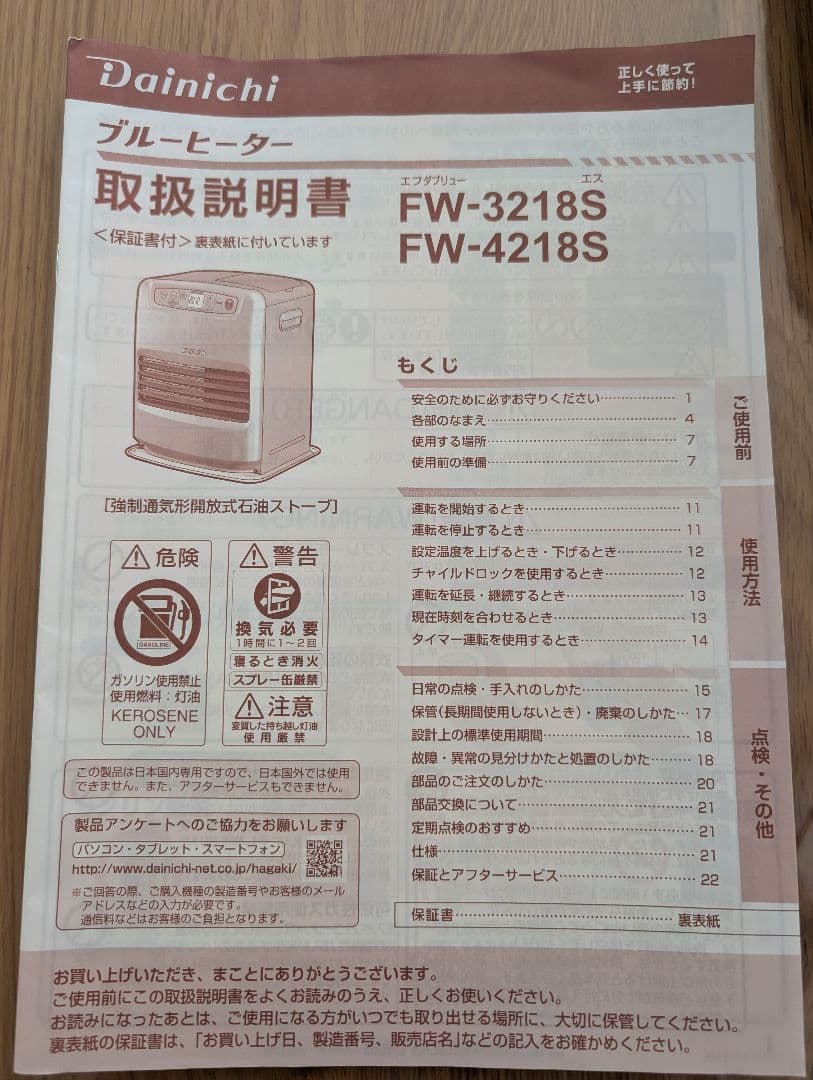 Dainichi
正しく使って
上手に節約!
ブルーヒーター
取扱説明書
＜保証書付＞裏表紙に付いています
エフダブリュー エス
FW-3218S
FW-4218S
[強制通気形開放式石油ストーブ]
危険
GASOLINE
ガソリン使用禁止
使用燃料：灯油
KEROSENE
ONLY
警告
換気必要
1時間に1〜2回
寝るとき消火
スプレー缶厳禁
注意
変質した持ち越し灯油
使用厳禁
この製品は日本国内専用ですので、日本国外では使用
できません。また、アフターサービスもできません。
製品アンケートへのご協力をお願いします
パソコン・タブレット・スマートフォン
http://www.dainichi-net.co.jp/hagaki/
※ご回答の際、ご購入機種の製造番号やお客様のメール
アドレスなどの入力が必要です。
通信料などはお客様のご負担となります。
もくじ
安全のために必ずお守りください……………… 1
各部のなまえ……………………………………… 4
使用する場所……………………………………… 7
使用前の準備……………………………………… 7
ご使用前
運転を開始するとき……………………………… 11
運転を停止するとき……………………………… 11
設定温度を上げるとき・下げるとき…………… 12
チャイルドロックを使用するとき……………… 12
運転を延長・継続するとき……………………… 13
現在時刻を合わせるとき………………………… 13
タイマー運転を使用するとき…………………… 14
使用方法
日常の点検・手入れのしかた…………………… 15
保管(長期間使用しないとき)・廃棄のしかた… 17
設計上の標準使用期間…………………………… 18
故障・異常の見分けかたと処置のしかた……… 18
部品のご注文のしかた…………………………… 20
部品交換について………………………………… 21
定期点検のおすすめ……………………………… 21
仕様………………………………………………… 21
保証とアフターサービス………………………… 22
点検・その他
保証書……………………………………… 裏表紙
お買い上げいただき、まことにありがとうございます。
ご使用前にこの取扱説明書をよくお読みのうえ、正しくお使いください。
お読みになったあとは、ご使用になる方がいつでも取り出せる場所に、大切に保管してください。
裏表紙の保証書は、「お買い上げ日、製造番号、販売店名」などの記入をお確かめください。